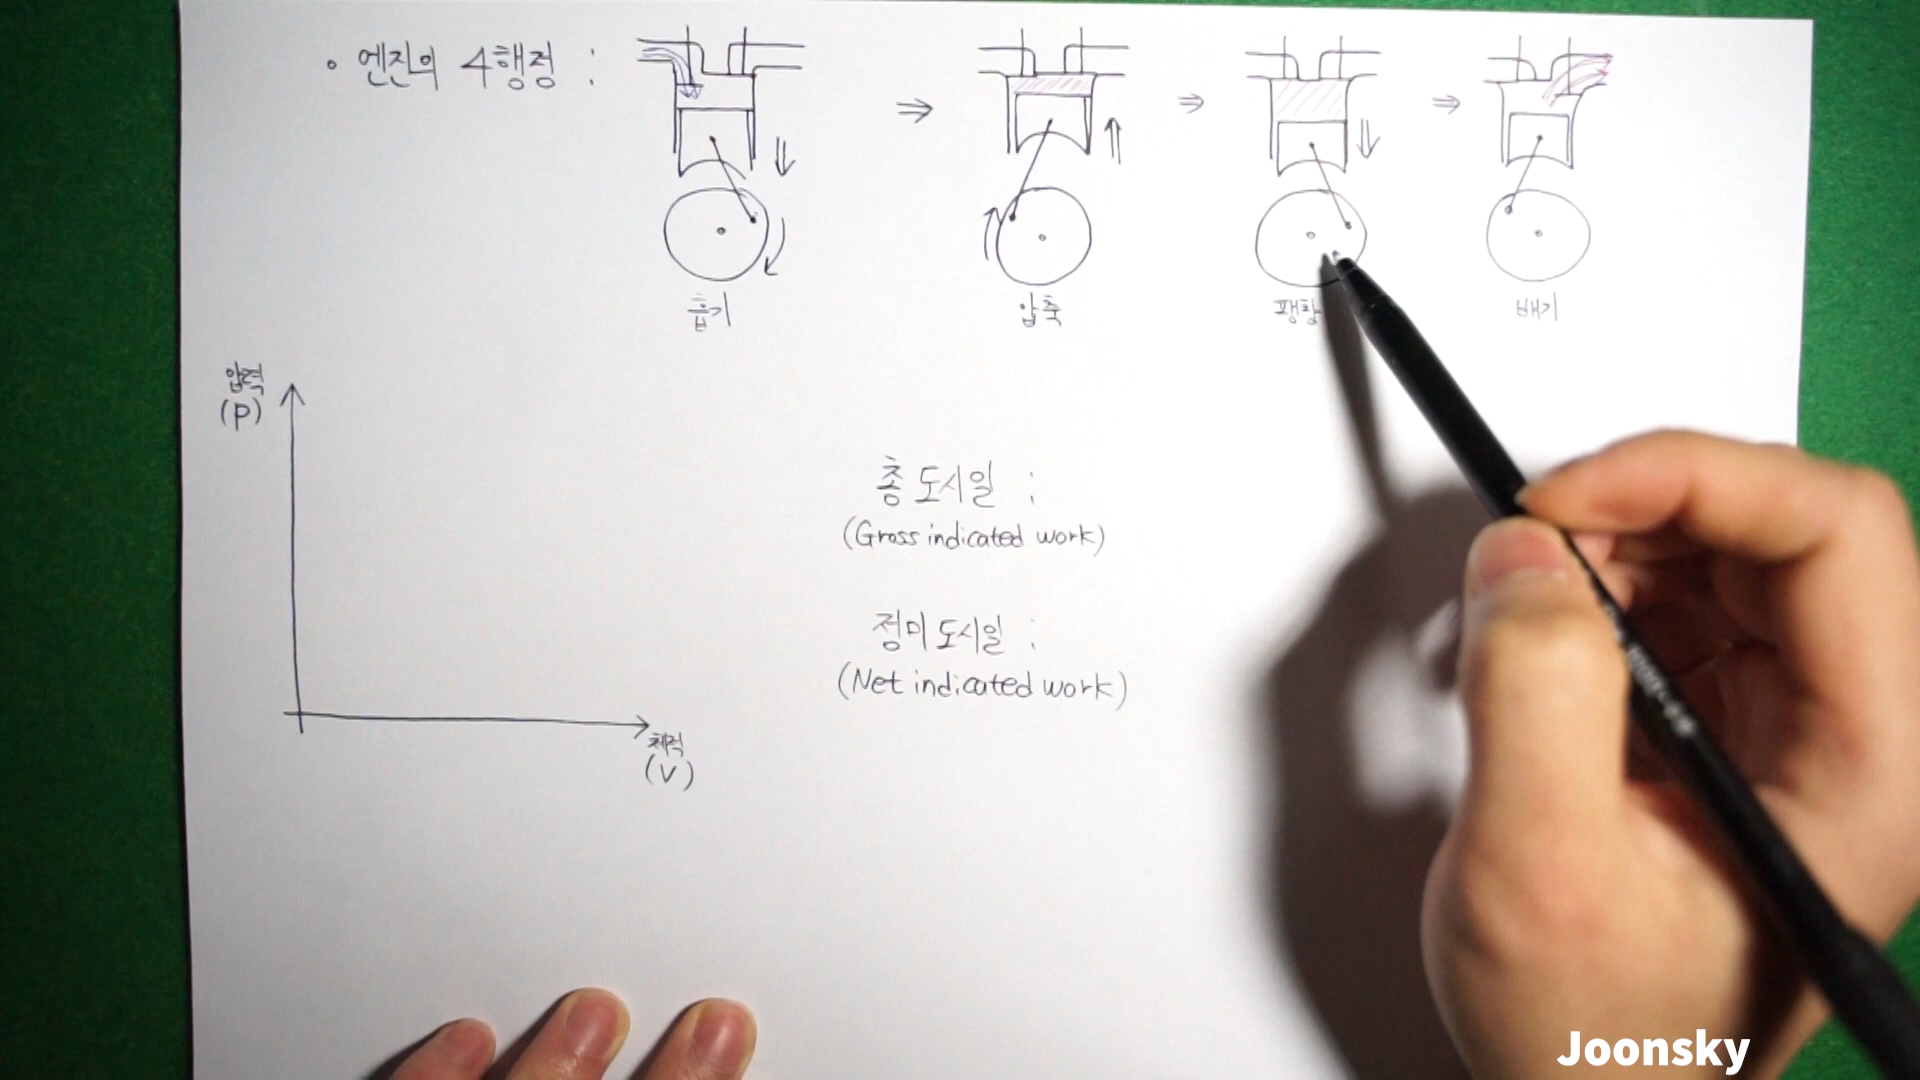 • 엔진의 4행정 :
⇒ ⇒ ⇒
흡기 압축 팽창 배기
압력
(P)
총 도시일 :
(Gross indicated work)
정미 도시일 :
(Net indicated work)
체적
(V)
Joonsky